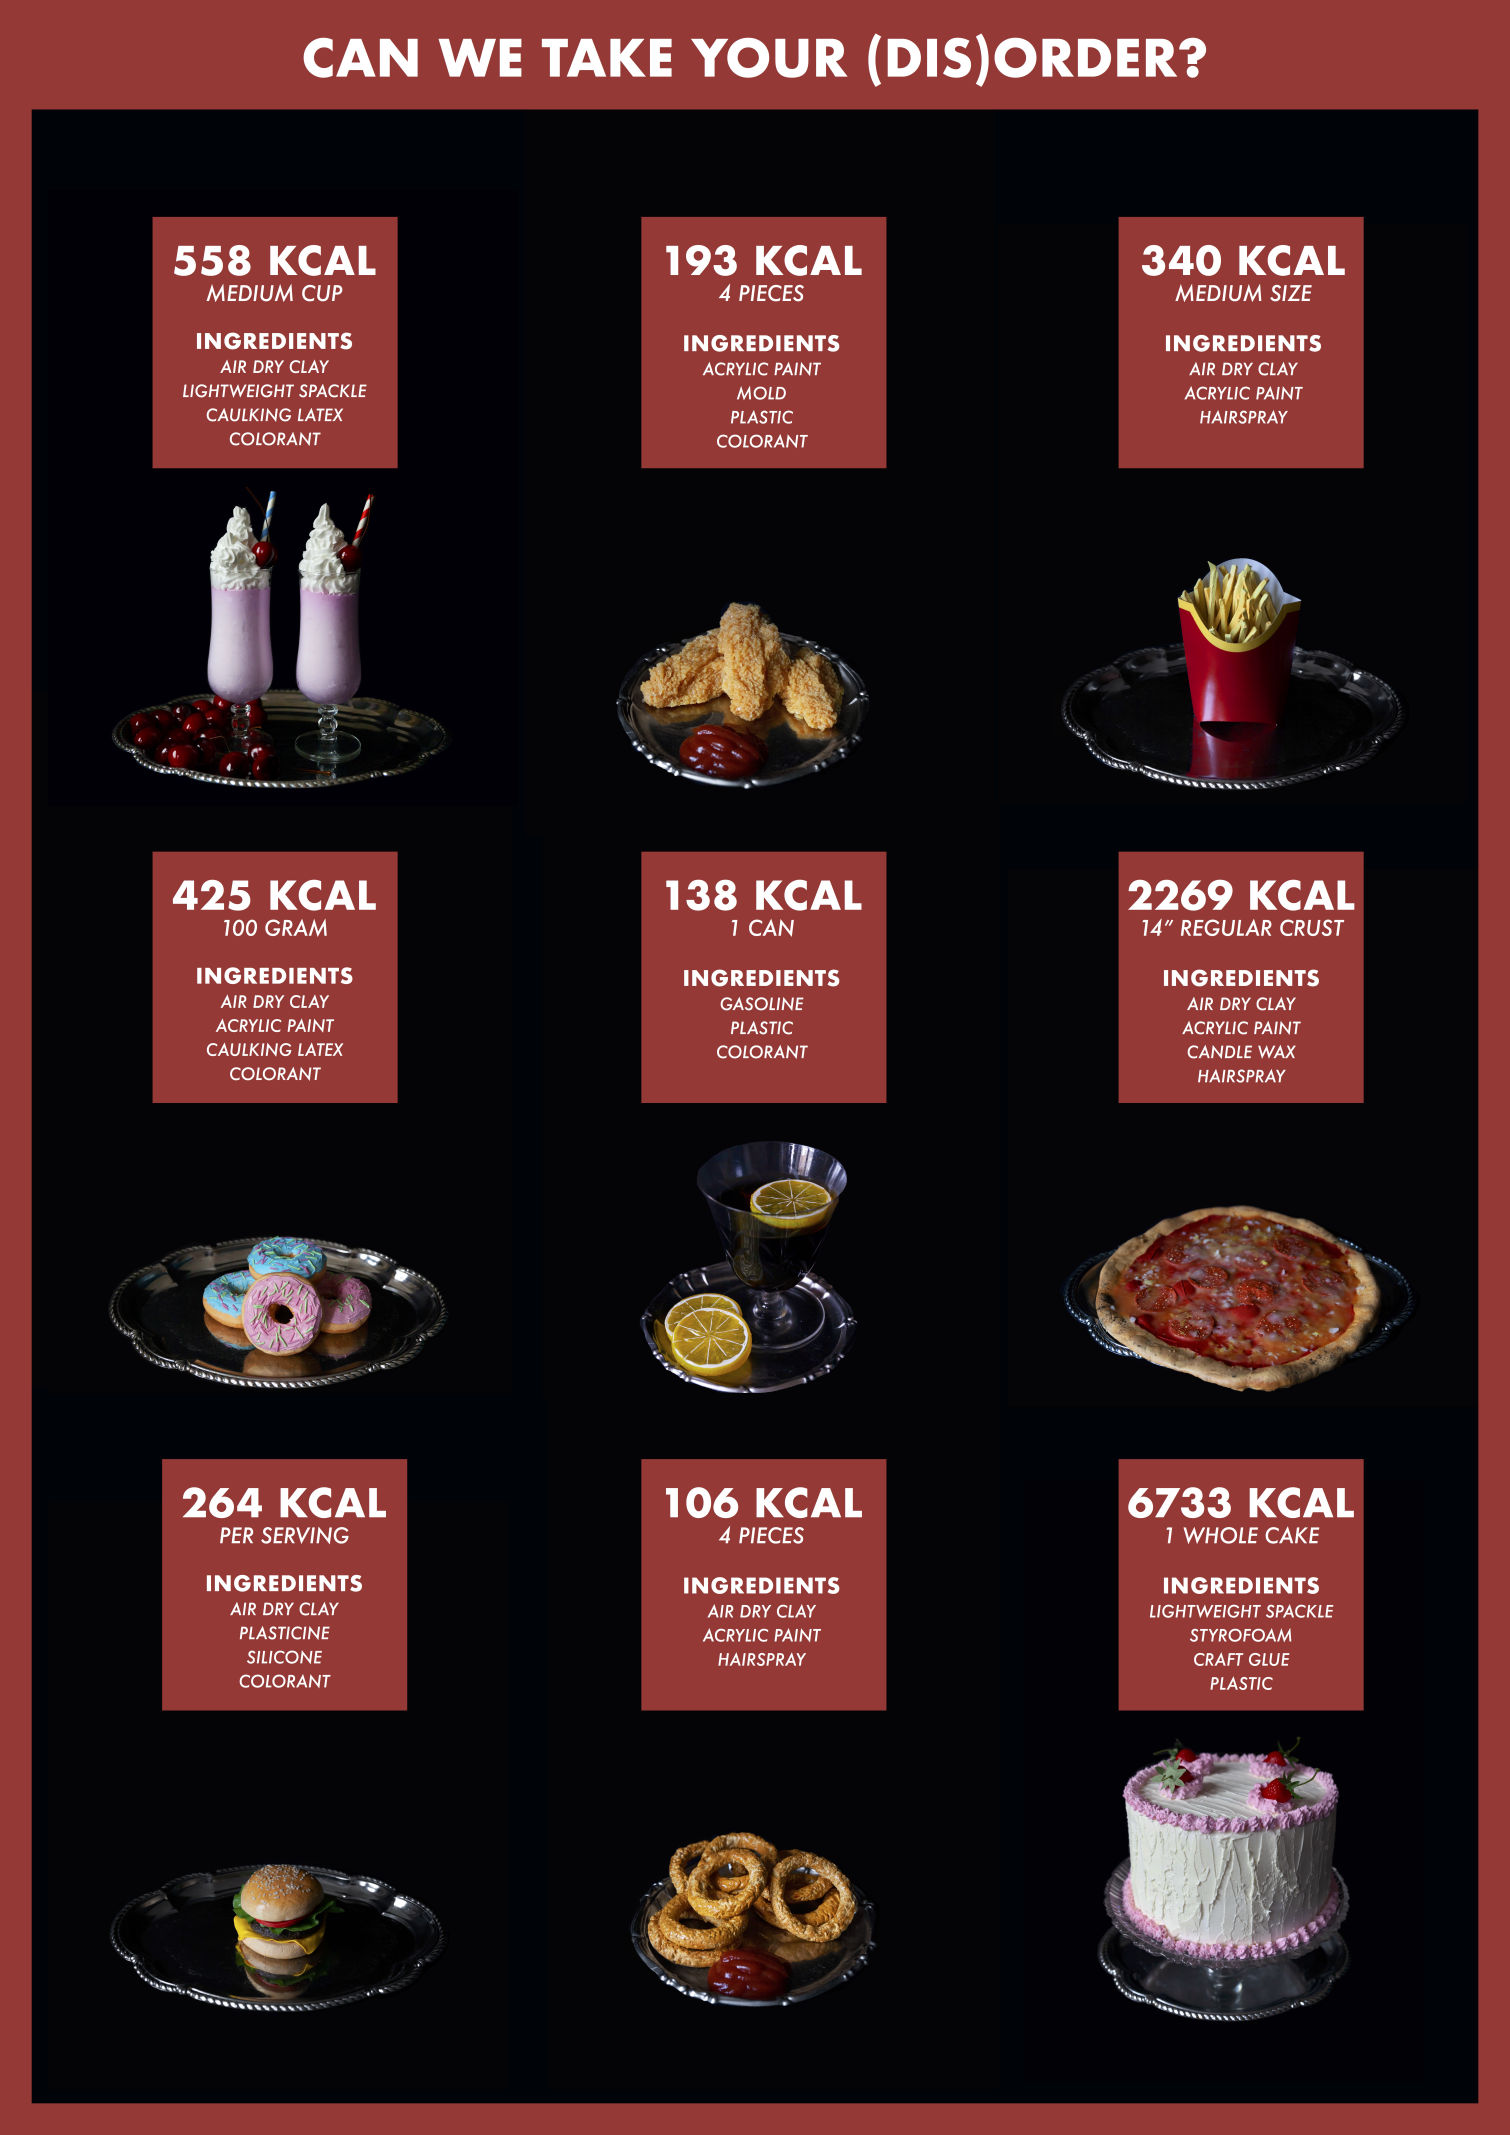 CAN WE TAKE YOUR (DIS)ORDER?
558 KCAL
MEDIUM CUP
INGREDIENTS
AIR DRY CLAY
LIGHTWEIGHT SPACKLE
CAULKING LATEX
COLORANT
193 KCAL
4 PIECES
INGREDIENTS
ACRYLIC PAINT
MOLD
PLASTIC
COLORANT
340 KCAL
MEDIUM SIZE
INGREDIENTS
AIR DRY CLAY
ACRYLIC PAINT
HAIRSPRAY
425 KCAL
100 GRAM
INGREDIENTS
AIR DRY CLAY
ACRYLIC PAINT
CAULKING LATEX
COLORANT
138 KCAL
1 CAN
INGREDIENTS
GASOLINE
PLASTIC
COLORANT
2269 KCAL
14” REGULAR CRUST
INGREDIENTS
AIR DRY CLAY
ACRYLIC PAINT
CANDLE WAX
HAIRSPRAY
264 KCAL
PER SERVING
INGREDIENTS
AIR DRY CLAY
PLASTICINE
SILICONE
COLORANT
106 KCAL
4 PIECES
INGREDIENTS
AIR DRY CLAY
ACRYLIC PAINT
HAIRSPRAY
6733 KCAL
1 WHOLE CAKE
INGREDIENTS
LIGHTWEIGHT SPACKLE
STYROFOAM
CRAFT GLUE
PLASTIC